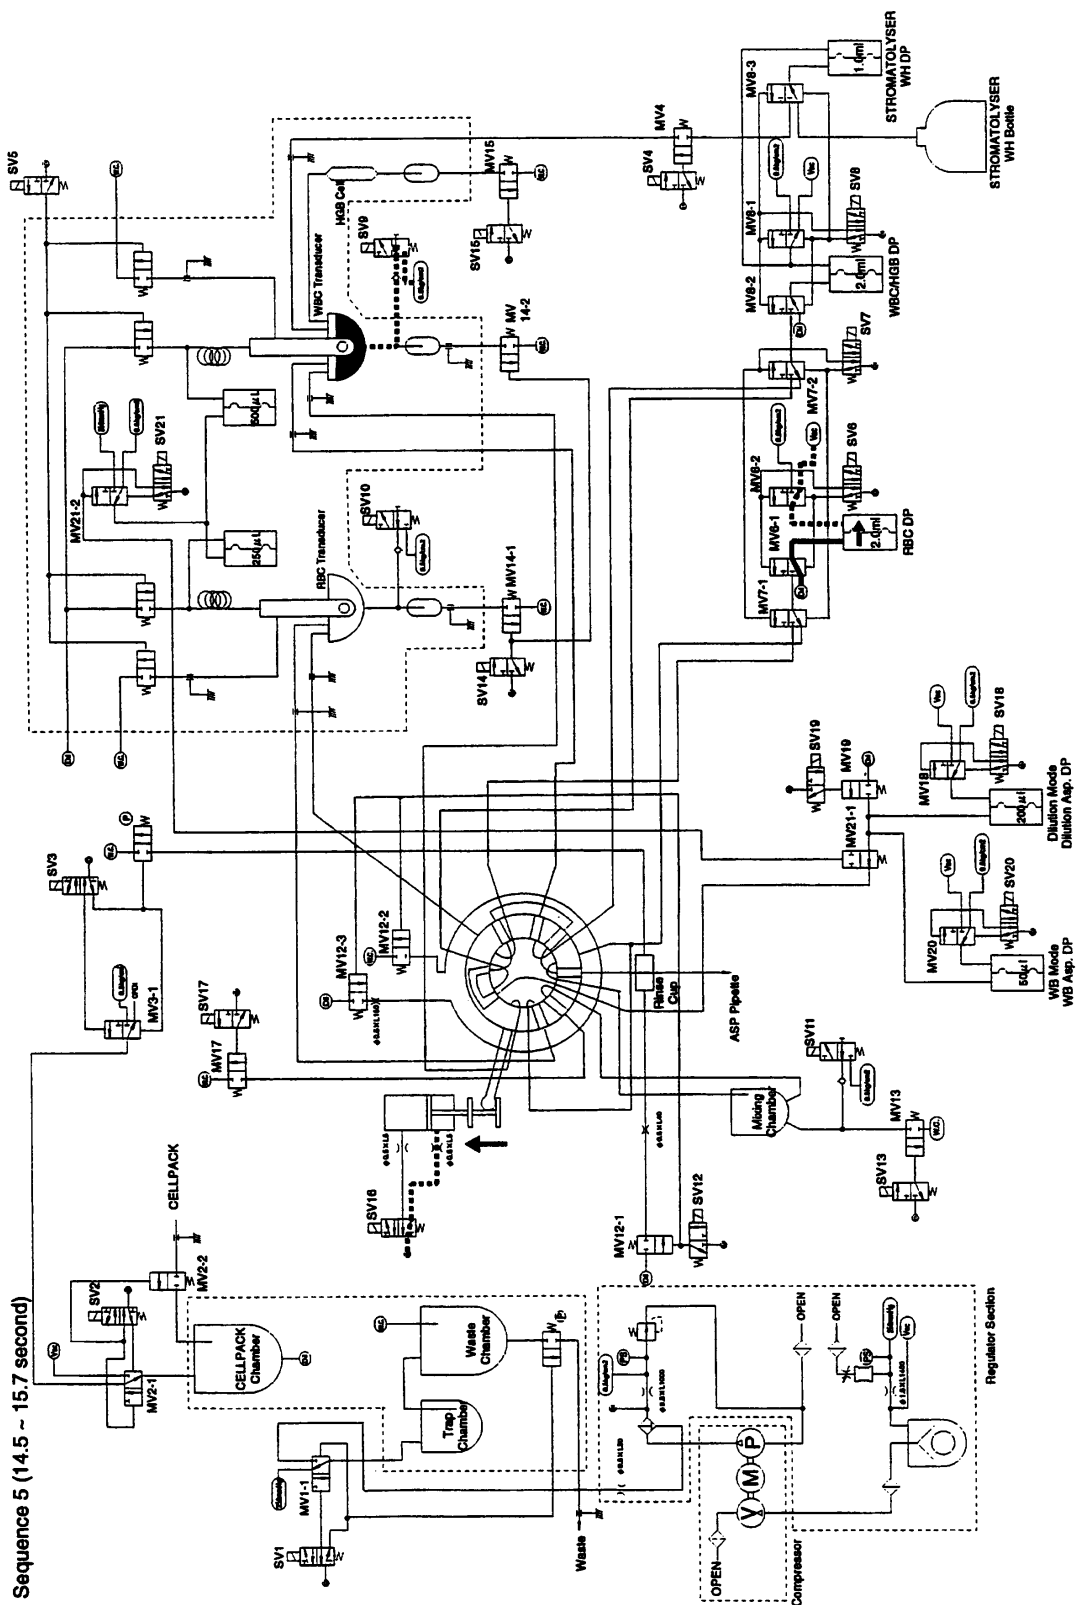 Sequence 5 (14.5 ~ 15.7 second)
SV1
MV1-1
MV2-1
SV2
MV2-2
CELLPACK
CELLPACK
Chamber
Trap
Chamber
Waste
Chamber
Waste
OPEN
Compressor
V
M
P
OPEN
OPEN
Regulator Section
SV3
MV3-1
OPEN
P
SV17
MV17
SV16
MV12-3
MV12-2
MV12-1
SV12
Rinse
Cup
ASP Pipette
Mixing
Chamber
SV11
MV13
SV13
SV5
MV21-2
SV21
250µL
500µL
RBC Transducer
WBC Transducer
HGB Cell
SV10
SV9
MV14-1
SV14
MV
14-2
MV15
SV15
SV4
MV4
MV8-3
1.0ml
STROMATOLYSER
WH DP
STROMATOLYSER
WH Bottle
MV8-1
SV8
MV8-2
2.0ml
WBC/HGB DP
SV7
MV7-2
MV6-2
SV6
MV6-1
2.0ml
RBC DP
MV7-1
SV19
MV19
MV21-1
MV18
SV18
200µl
Dilution Mode
Dilution Asp. DP
MV20
SV20
50µl
WB Mode
WB Asp. DP